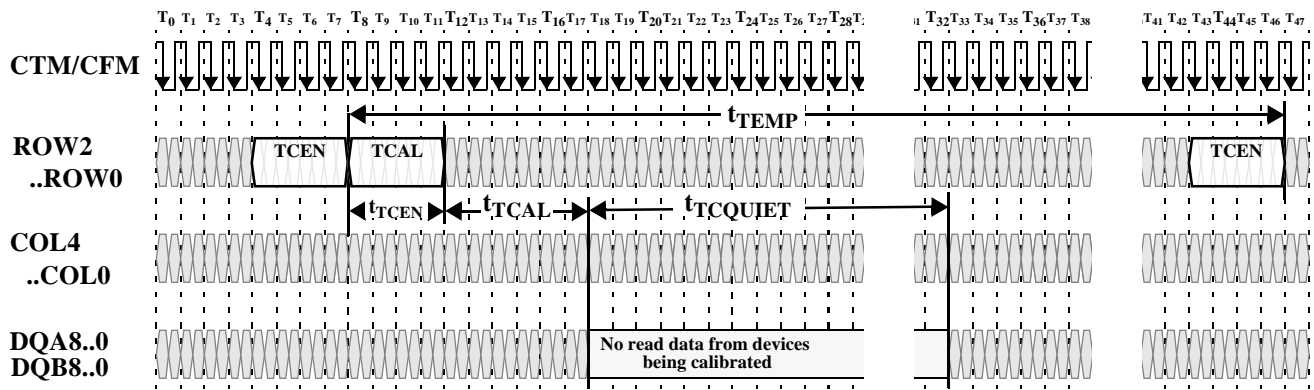 T0 T1 T2 T3 T4 T5 T6 T7 T8 T9 T10 T11 T12 T13 T14 T15 T16 T17 T18 T19 T20 T21 T22 T23 T24 T25 T26 T27 T28 T32 T33 T34 T35 T36 T37 T38 T41 T42 T43 T44 T45 T46 T47
CTM/CFM
tTEMP
ROW2
..ROW0
TCEN TCAL TCEN
tTCEN tTCAL tTCQUIET
COL4
..COL0
DQA8..0
DQB8..0
No read data from devices
being calibrated